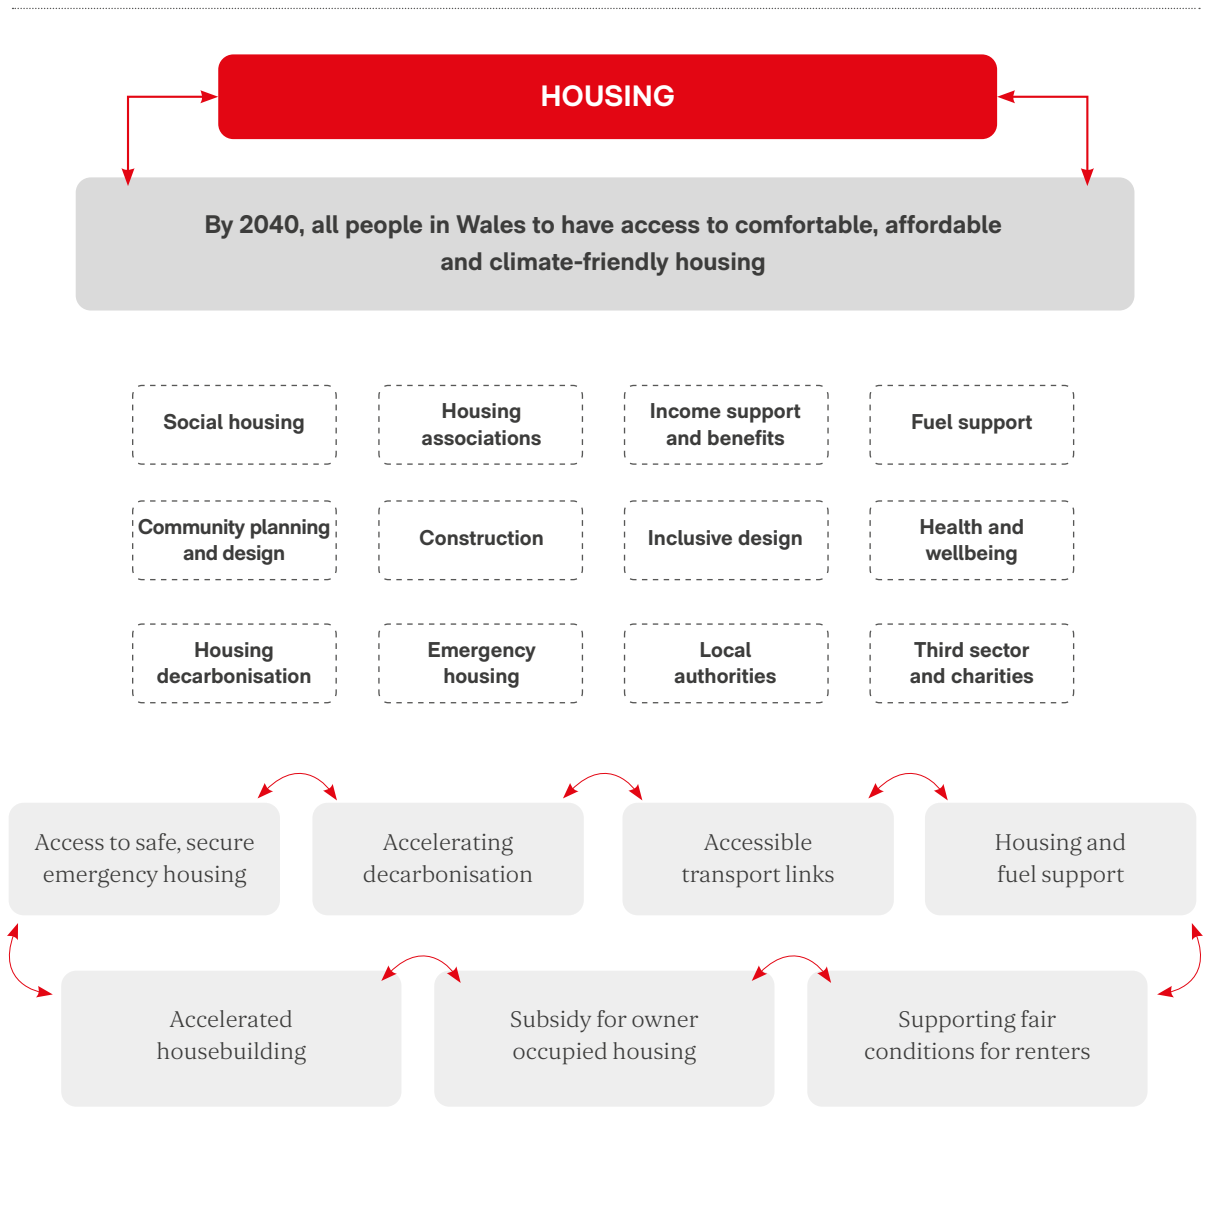 HOUSING
By 2040, all people in Wales to have access to comfortable, affordable
and climate-friendly housing
Social housing
Housing
associations
Income support
and benefits
Fuel support
Community planning
and design
Construction
Inclusive design
Health and
wellbeing
Housing
decarbonisation
Emergency
housing
Local
authorities
Third sector
and charities
Access to safe, secure
emergency housing
Accelerating
decarbonisation
Accessible
transport links
Housing and
fuel support
Accelerated
housebuilding
Subsidy for owner
occupied housing
Supporting fair
conditions for renters